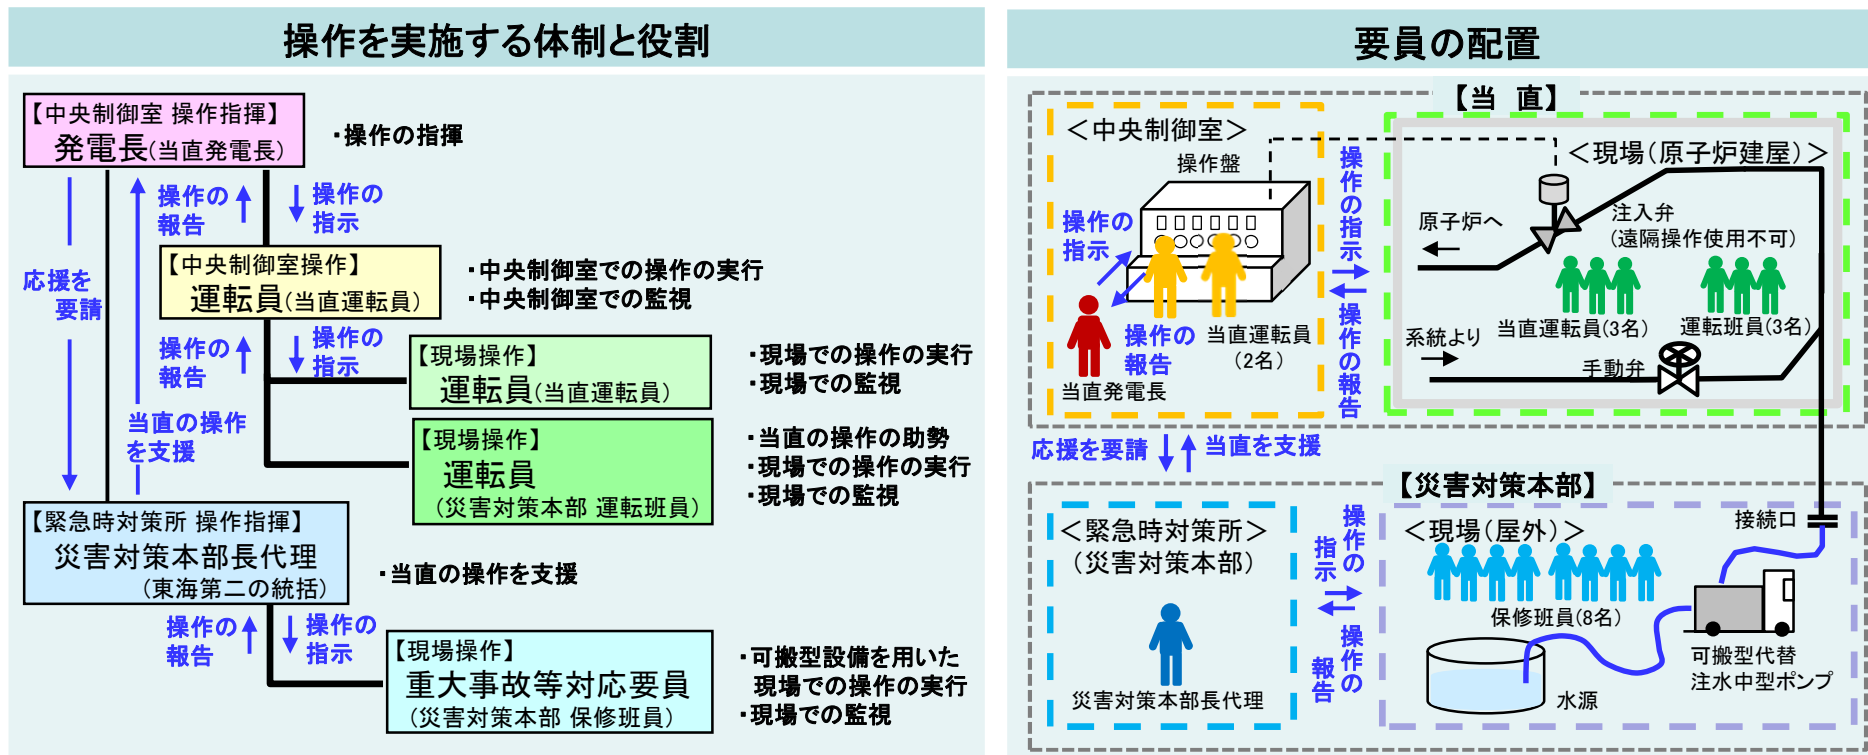 操作を実施する体制と役割
【中央制御室 操作指揮】
発電長(当直発電長)
・操作の指揮
操作の
報告
操作の
指示
応援を
要請
【中央制御室操作】
運転員(当直運転員)
・中央制御室での操作の実行
・中央制御室での監視
操作の
報告
操作の
指示
【現場操作】
運転員(当直運転員)
・現場での操作の実行
・現場での監視
当直の操作
を支援
【現場操作】
運転員
(災害対策本部 運転班員)
・当直の操作の助勢
・現場での操作の実行
・現場での監視
【緊急時対策所 操作指揮】
災害対策本部長代理
(東海第二の統括)
・当直の操作を支援
操作の
報告
操作の
指示
【現場操作】
重大事故等対応要員
(災害対策本部 保修班員)
・可搬型設備を用いた
現場での操作の実行
・現場での監視
要員の配置
【当 直】
＜中央制御室＞
操作盤
操作の
指示
操作の
報告
当直発電長
当直運転員
(2名)
操作の指示
操作の報告
＜現場(原子炉建屋)＞
原子炉へ
注入弁
(遠隔操作使用不可)
当直運転員(3名)
運転班員(3名)
系統より
手動弁
応援を要請
当直を支援
【災害対策本部】
＜緊急時対策所＞
(災害対策本部)
災害対策本部長代理
操作の
指示
操作の
報告
＜現場(屋外)＞
接続口
保修班員(8名)
水源
可搬型代替
注水中型ポンプ